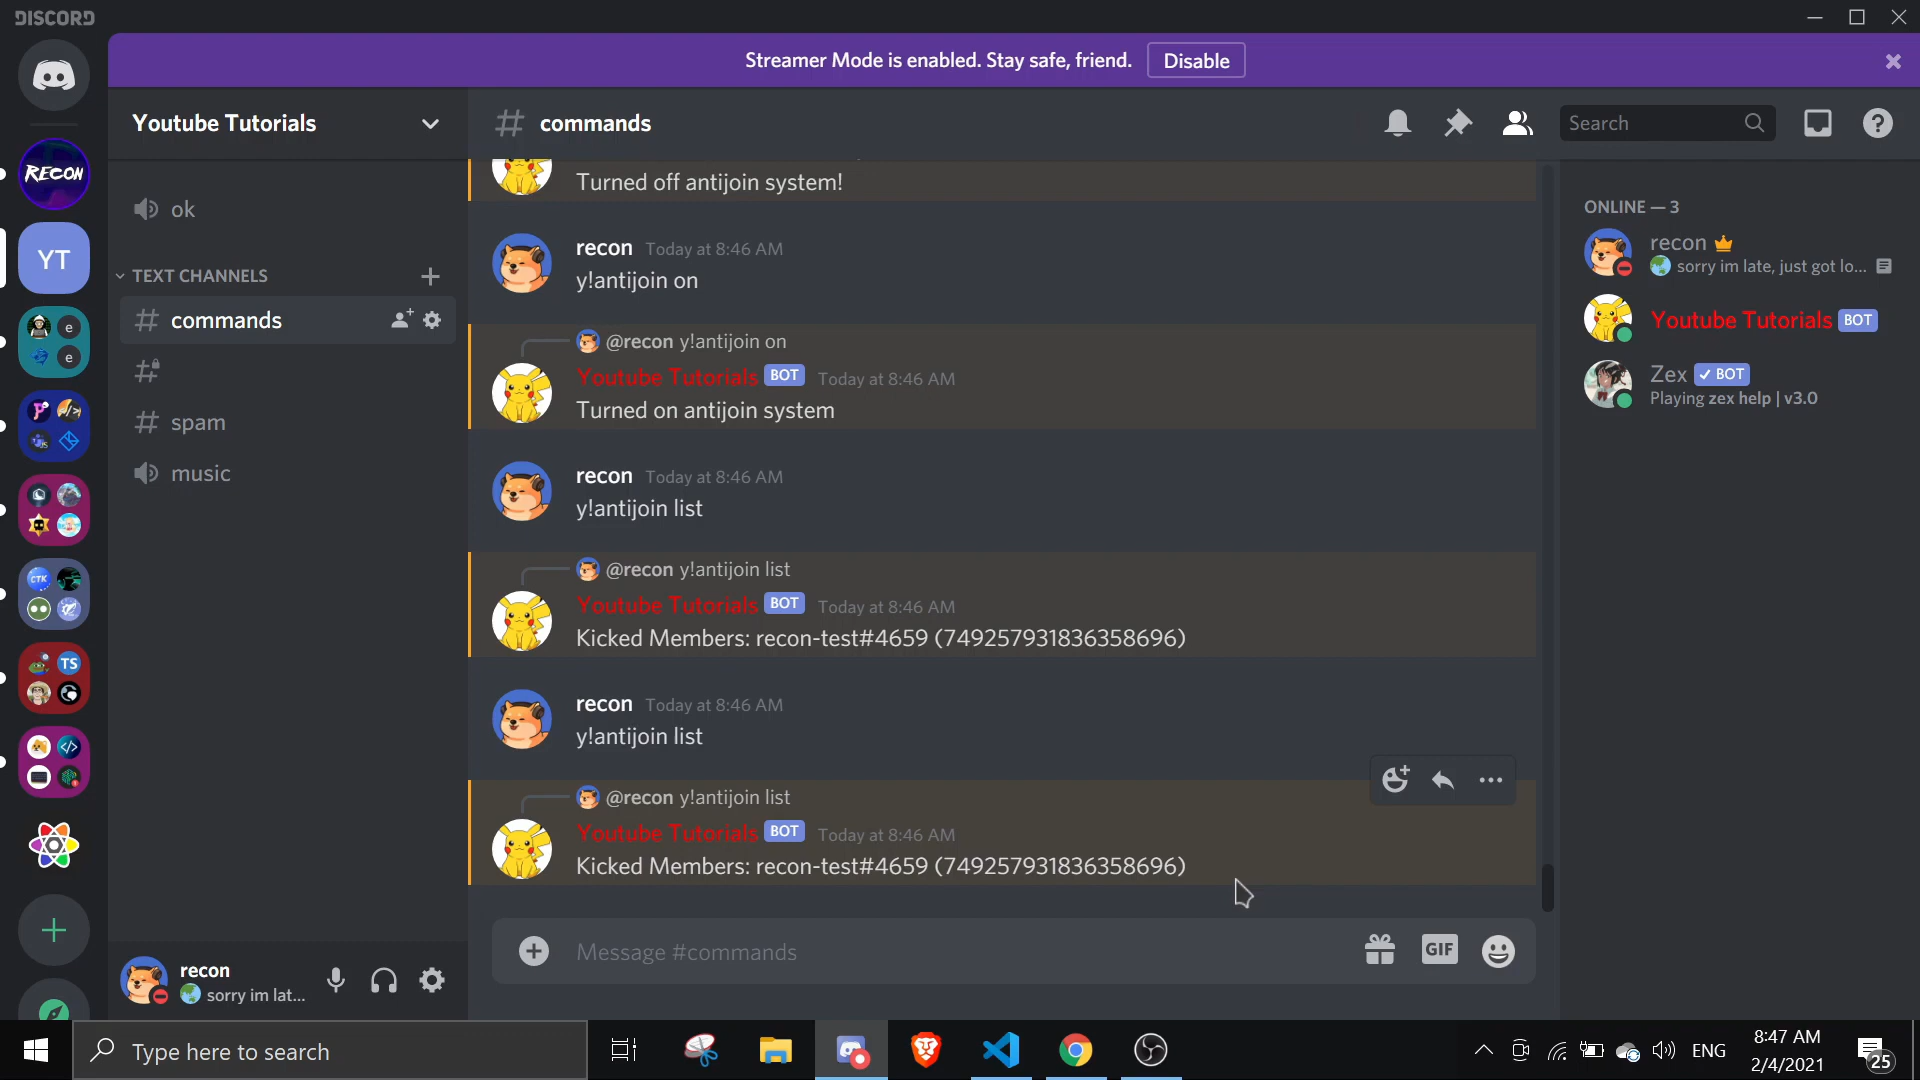 DISCORD
Streamer Mode is enabled. Stay safe, friend.
Disable
Youtube Tutorials
commands
Search
RECON
YT
e
e
TS
CTK
ok
TEXT CHANNELS
commands
spam
music
Turned off antijoin system!
recon Today at 8:46 AM
y!antijoin on
@recon y!antijoin on
Youtube Tutorials BOT Today at 8:46 AM
Turned on antijoin system
recon Today at 8:46 AM
y!antijoin list
@recon y!antijoin list
Youtube Tutorials BOT Today at 8:46 AM
Kicked Members: recon-test#4659 (749257931836358696)
recon Today at 8:46 AM
y!antijoin list
@recon y!antijoin list
Youtube Tutorials BOT Today at 8:46 AM
Kicked Members: recon-test#4659 (749257931836358696)
Message #commands
GIF
ONLINE — 3
recon
sorry im late, just got lo...
Youtube Tutorials BOT
Zex BOT
Playing zex help | v3.0
recon
sorry im lat...
Type here to search
ENG
8:47 AM
2/4/2021
25